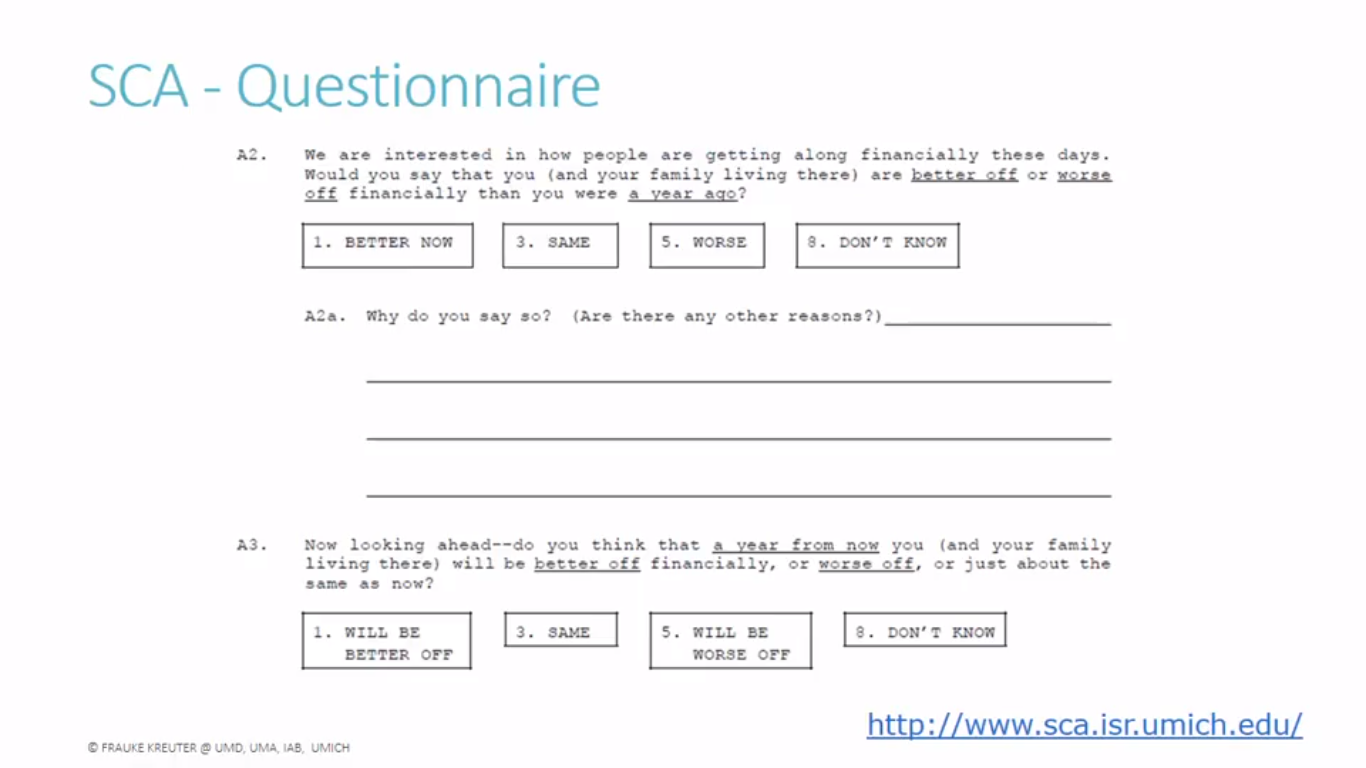 SCA - Questionnaire
A2. We are interested in how people are getting along financially these days.
Would you say that you (and your family living there) are better off or worse
off financially than you were a year ago?
1. BETTER NOW 3. SAME 5. WORSE 8. DON'T KNOW
A2a. Why do you say so? (Are there any other reasons?)
A3. Now looking ahead--do you think that a year from now you (and your family
living there) will be better off financially, or worse off, or just about the
same as now?
1. WILL BE 3. SAME 5. WILL BE 8. DON'T KNOW
BETTER OFF WORSE OFF
http://www.sca.isr.umich.edu/
© FRAUKE KREUTER @ UMD, UMA, IAB, UMICH